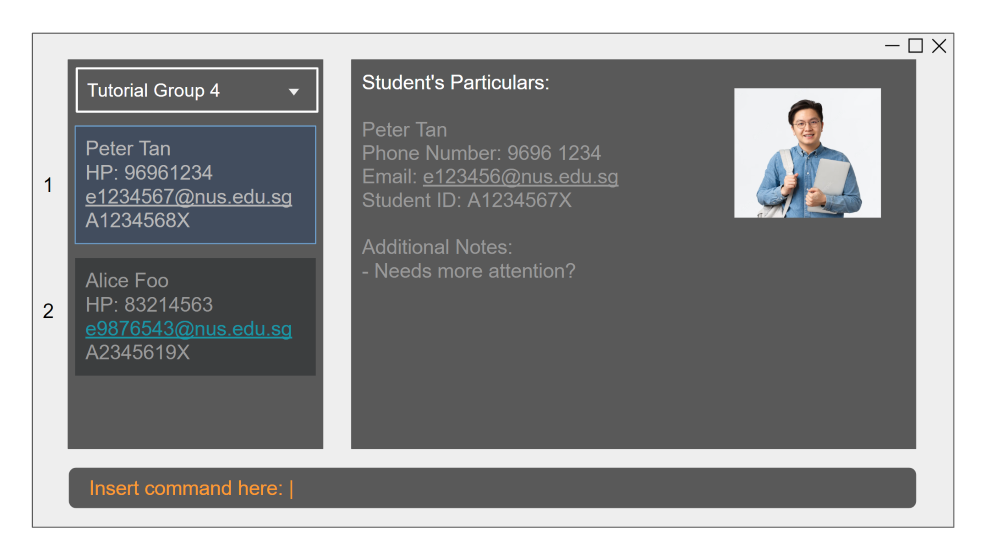 Tutorial Group 4
1
Peter Tan
HP: 96961234
e1234567@nus.edu.sg
A1234568X
2
Alice Foo
HP: 83214563
e9876543@nus.edu.sg
A2345619X
Student's Particulars:
Peter Tan
Phone Number: 9696 1234
Email: e123456@nus.edu.sg
Student ID: A1234567X
Additional Notes:
- Needs more attention?
Insert command here: |